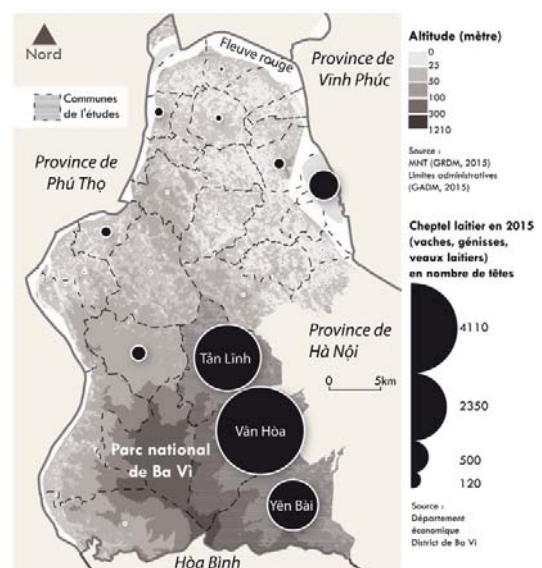 Nord
Fleuve rouge
Province de
Vĩnh Phúc
Communes
de l'études
Province de
Phú Thọ
Province de
Hà Nội
0 5km
Tản Lĩnh
Vân Hòa
Yên Bài
Parc national
de Ba Vì
Hòa Bình
Altitude (mètre)
0
25
50
100
300
1210
Source :
MNT (GRDM, 2015)
Limites administratives
(GADM, 2015)
Cheptel laitier en 2015
(vaches, génisses,
veaux laitiers)
en nombre de têtes
4110
2350
500
120
Source :
Département
économique
District de Ba Vì